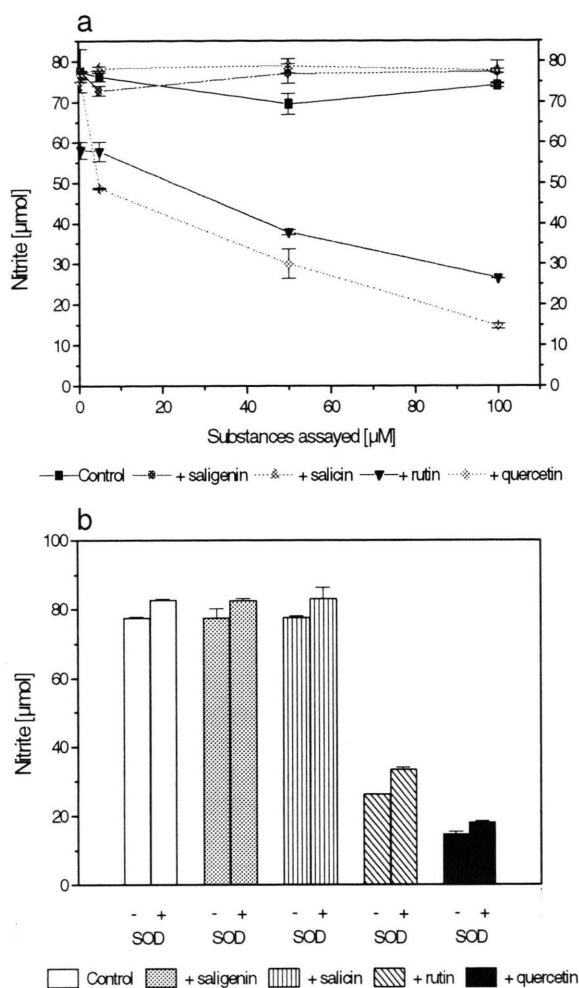 a
80
70
60
50
40
30
20
10
0
Nitrite [µmol]
80
70
60
50
40
30
20
10
0
0 20 40 60 80 100
Substances assayed [µM]
Control + saligenin + salicin + rutin + quercetin
b
100
80
60
40
20
0
Nitrite [µmol]
- + - + - + - + - +
SOD SOD SOD SOD SOD
Control + saligenin + salicin + rutin + quercetin